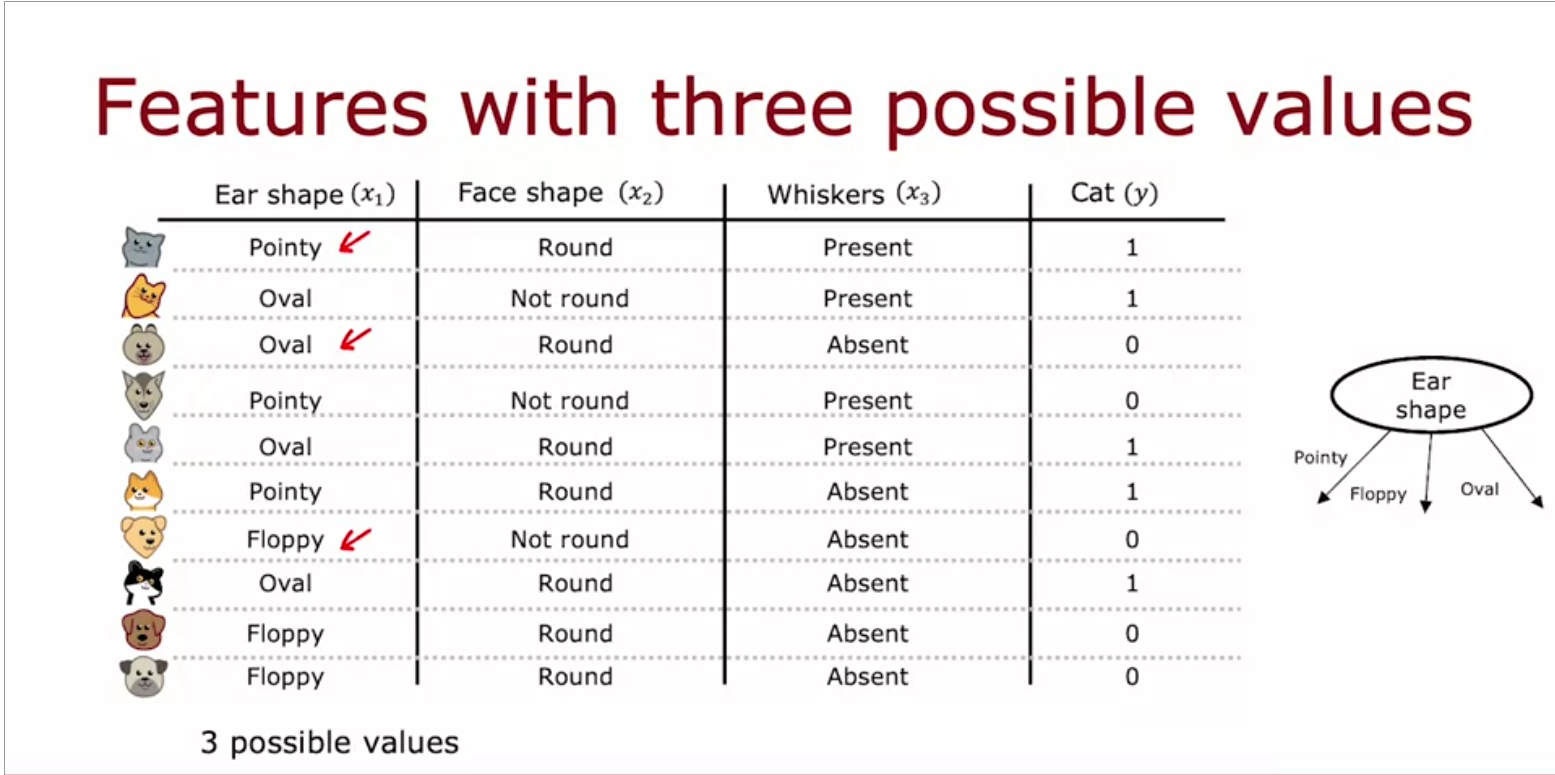 Features with three possible values
Ear shape (x₁) Face shape (x₂) Whiskers (x₃) Cat (y)
Pointy Round Present 1
Oval Not round Present 1
Oval Round Absent 0
Pointy Not round Present 0
Oval Round Present 1
Pointy Round Absent 1
Floppy Not round Absent 0
Oval Round Absent 1
Floppy Round Absent 0
Floppy Round Absent 0
3 possible values
Ear
shape
Pointy
Floppy
Oval